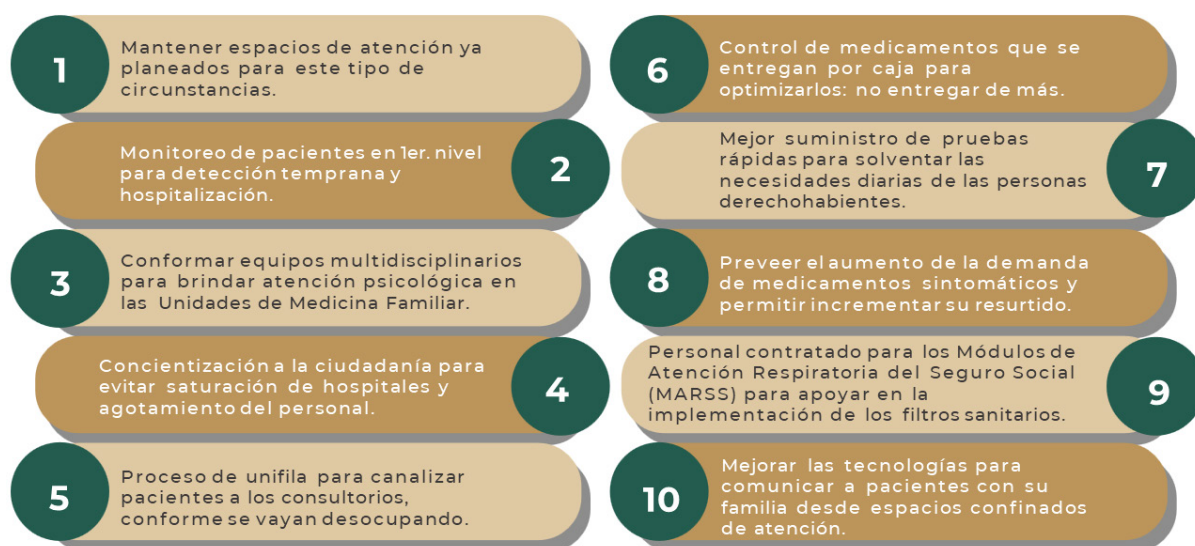 1
Mantener espacios de atención ya
planeados para este tipo de
circunstancias.
Monitoreo de pacientes en 1er. nivel
para detección temprana y
hospitalización.
2
3
Conformar equipos multidisciplinarios
para brindar atención psicológica en
las Unidades de Medicina Familiar.
Concientización a la ciudadanía para
evitar saturación de hospitales y
agotamiento del personal.
4
5
Proceso de unifila para canalizar
pacientes a los consultorios,
conforme se vayan desocupando.
6
Control de medicamentos que se
entregan por caja para
optimizarlos: no entregar de más.
Mejor suministro de pruebas
rápidas para solventar las
necesidades diarias de las personas
derechohabientes.
7
8
Preveer el aumento de la demanda
de medicamentos sintomáticos y
permitir incrementar su resurtido.
Personal contratado para los Módulos de
Atención Respiratoria del Seguro Social
(MARSS) para apoyar en la
implementación de los filtros sanitarios.
9
10
Mejorar las tecnologías para
comunicar a pacientes con su
familia desde espacios confinados
de atención.